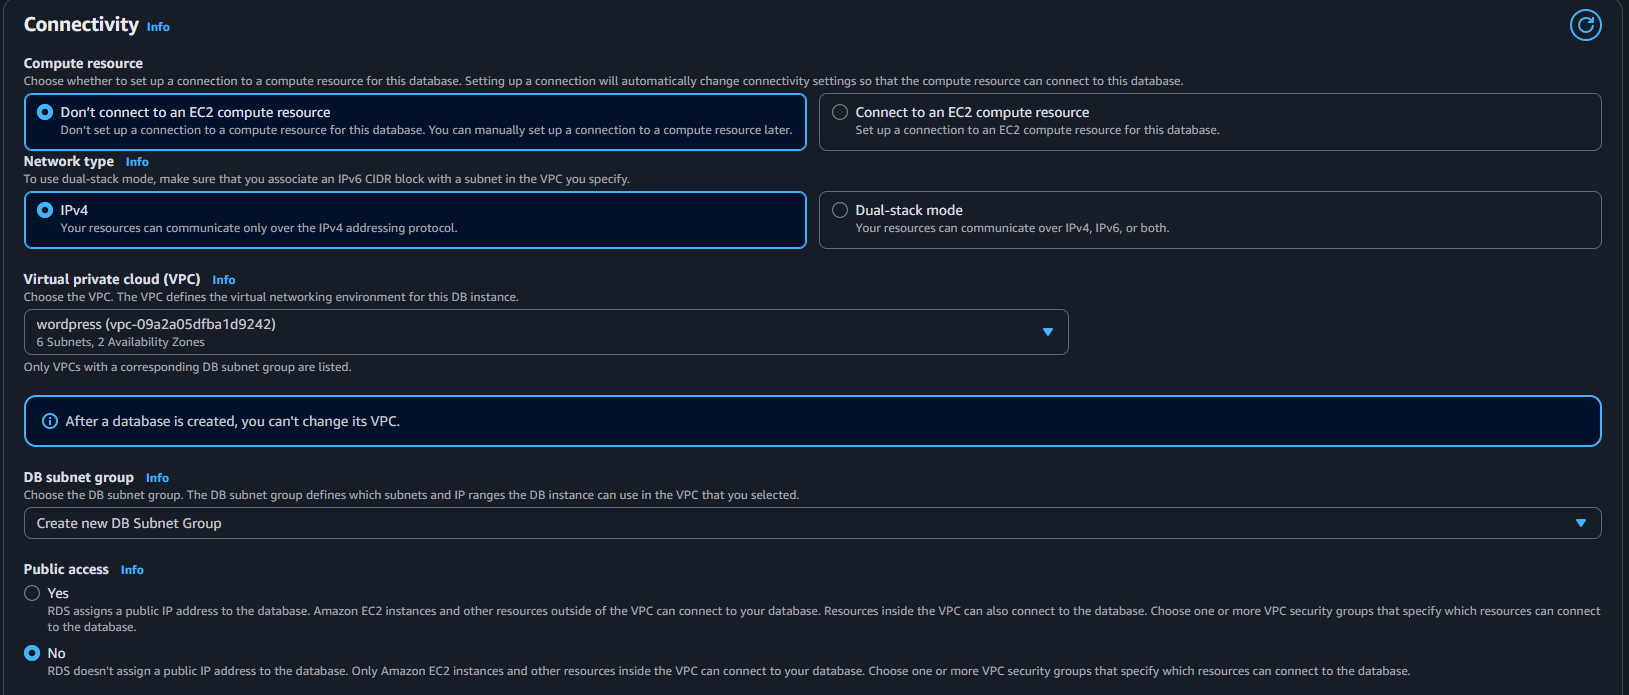 Connectivity Info
Compute resource
Choose whether to set up a connection to a compute resource for this database. Setting up a connection will automatically change connectivity settings so that the compute resource can connect to this database.
Don't connect to an EC2 compute resource
Don't set up a connection to a compute resource for this database. You can manually set up a connection to a compute resource later.
Connect to an EC2 compute resource
Set up a connection to an EC2 compute resource for this database.
Network type Info
To use dual-stack mode, make sure that you associate an IPv6 CIDR block with a subnet in the VPC you specify.
IPv4
Your resources can communicate only over the IPv4 addressing protocol.
Dual-stack mode
Your resources can communicate over IPv4, IPv6, or both.
Virtual private cloud (VPC) Info
Choose the VPC. The VPC defines the virtual networking environment for this DB instance.
wordpress (vpc-09a2a05dfba1d9242)
6 Subnets, 2 Availability Zones
Only VPCs with a corresponding DB subnet group are listed.
After a database is created, you can't change its VPC.
DB subnet group Info
Choose the DB subnet group. The DB subnet group defines which subnets and IP ranges the DB instance can use in the VPC that you selected.
Create new DB Subnet Group
Public access Info
Yes
RDS assigns a public IP address to the database. Amazon EC2 instances and other resources outside of the VPC can connect to your database. Resources inside the VPC can also connect to the database. Choose one or more VPC security groups that specify which resources can connect
to the database.
No
RDS doesn't assign a public IP address to the database. Only Amazon EC2 instances and other resources inside the VPC can connect to your database. Choose one or more VPC security groups that specify which resources can connect to the database.